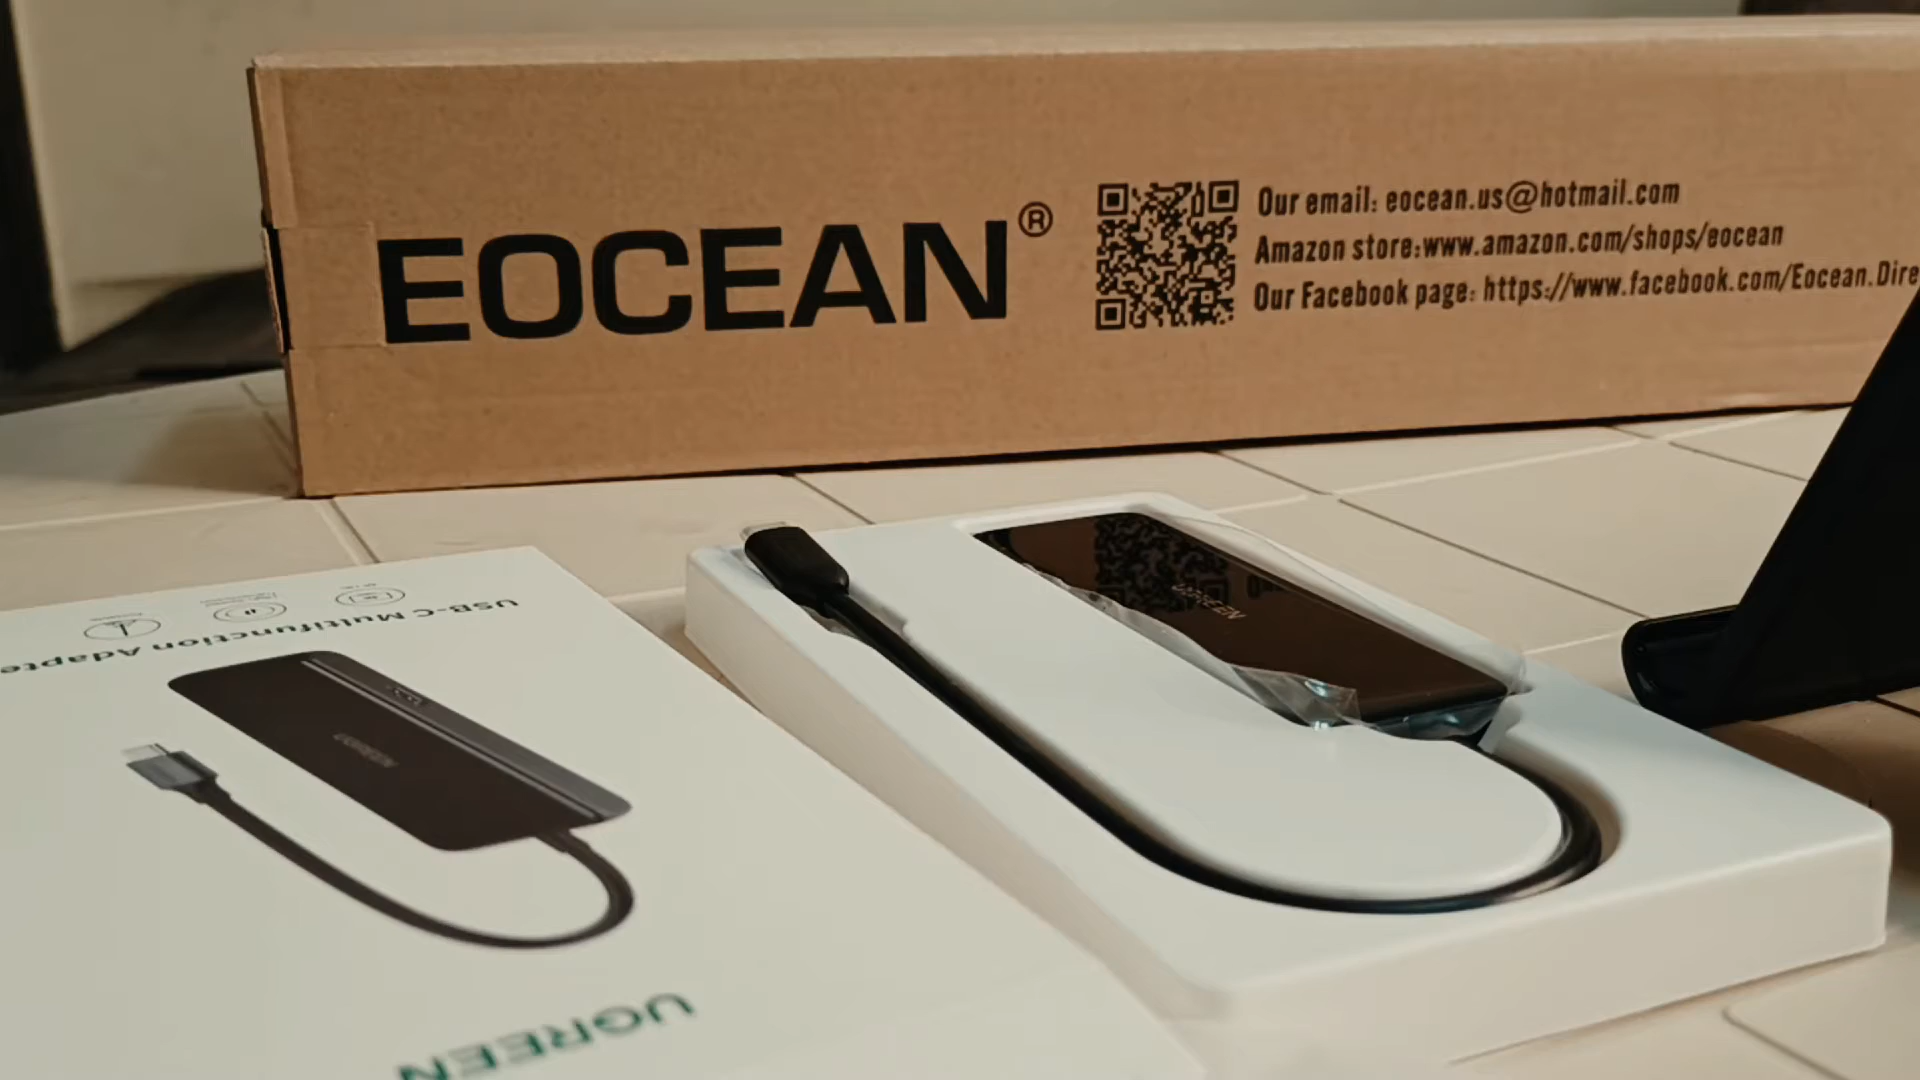 EOCEAN®
Our email: eocean.us@hotmail.com
Amazon store:www.amazon.com/shops/eocean
Our Facebook page: https://www.facebook.com/Eocean.Dire
UGREEN
USB-C Multifunction Adapte
UGREEN
UGREEN